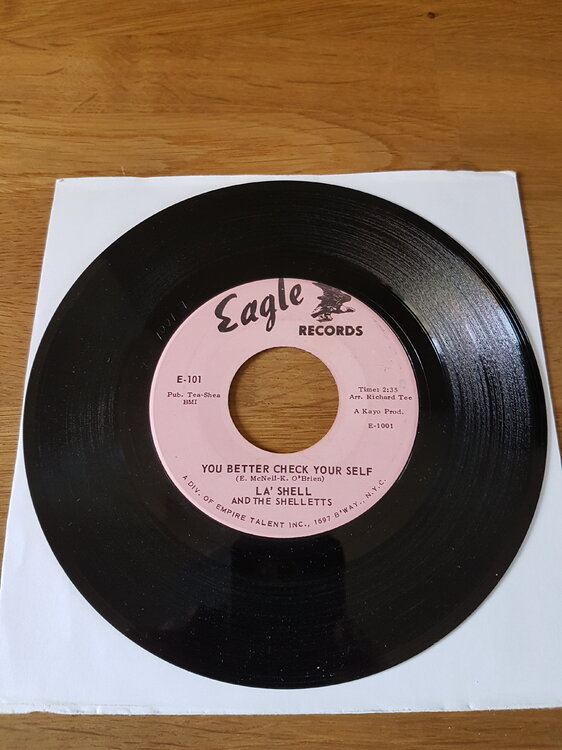 Eagle
RECORDS
E-101
Pub. Tea-Shea
BMI
Time: 2:35
Arr. Richard Tee
A Kayo Prod.
E-1001
YOU BETTER CHECK YOUR SELF
(E. McNeil-K. O'Brien)
LA' SHELL
AND THE SHELLETTS
A DIV. OF EMPIRE TALENT INC., 1697 B'WAY., N.Y.C.